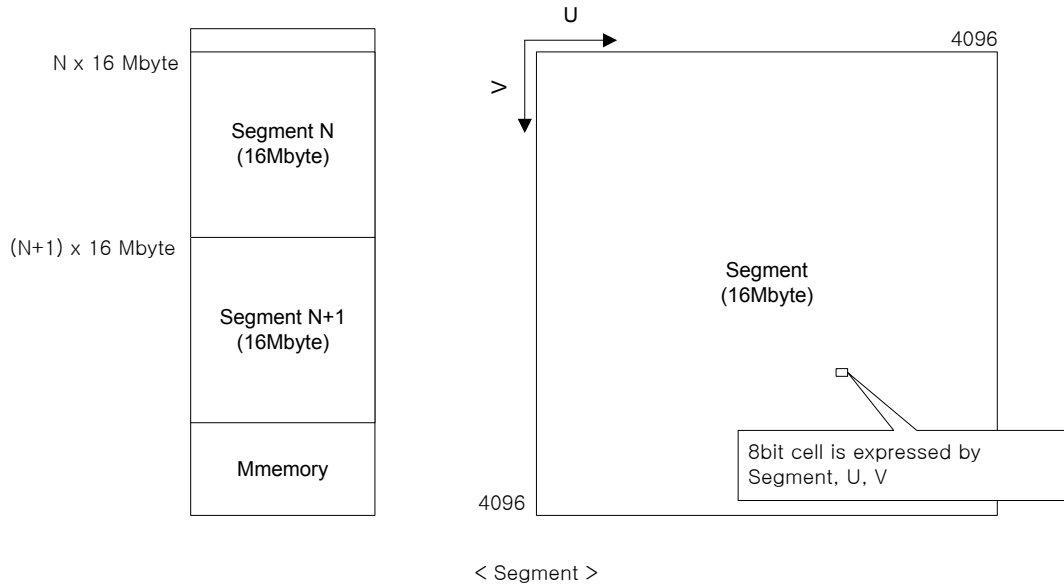 N x 16 Mbyte
Segment N
(16Mbyte)
(N+1) x 16 Mbyte
Segment N+1
(16Mbyte)
Mmemory
U
V
4096
Segment
(16Mbyte)
8bit cell is expressed by
Segment, U, V
4096
< Segment >